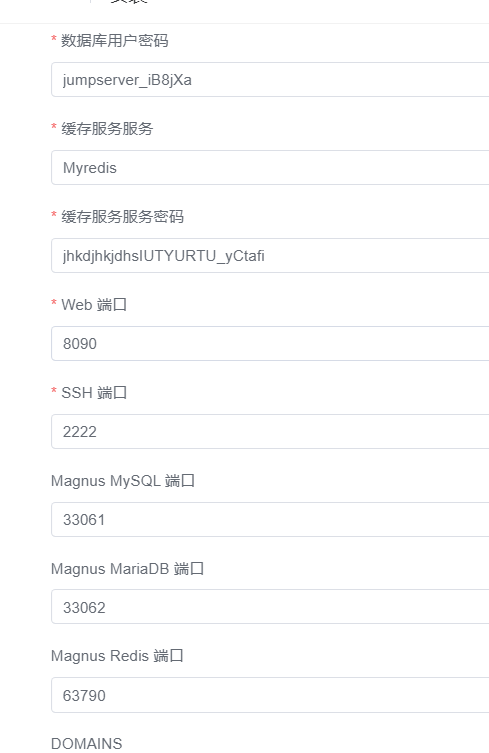 * 数据库用户密码
jumpserver_iB8jXa
* 缓存服务服务
Myredis
* 缓存服务服务密码
jhkdjhkjdhsIUTYURTU_yCtafi
* Web 端口
8090
* SSH 端口
2222
Magnus MySQL 端口
33061
Magnus MariaDB 端口
33062
Magnus Redis 端口
63790
DOMAINS